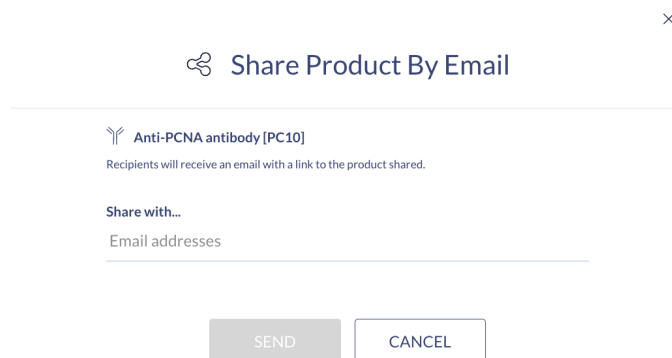 Share Product By Email
Anti-PCNA antibody [PC10]
Recipients will receive an email with a link to the product shared.
Share with...
Email addresses
SEND
CANCEL